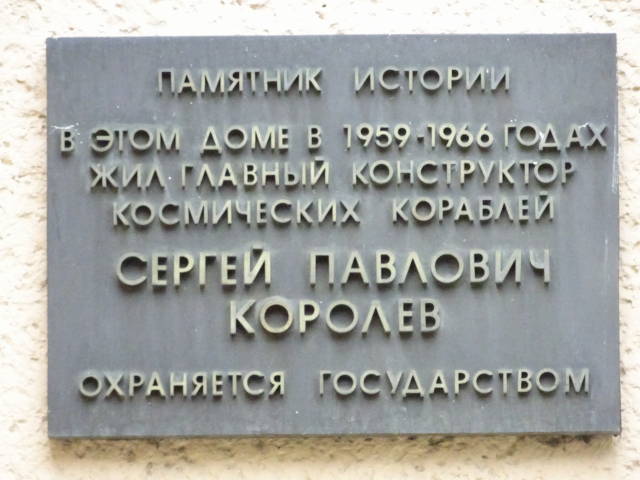 ПАМЯТНИК ИСТОРИИ
В ЭТОМ ДОМЕ В 1959-1966 ГОДАХ
ЖИЛ ГЛАВНЫЙ КОНСТРУКТОР
КОСМИЧЕСКИХ КОРАБЛЕЙ
СЕРГЕЙ ПАВЛОВИЧ
КОРОЛЕВ
ОХРАНЯЕТСЯ ГОСУДАРСТВОМ